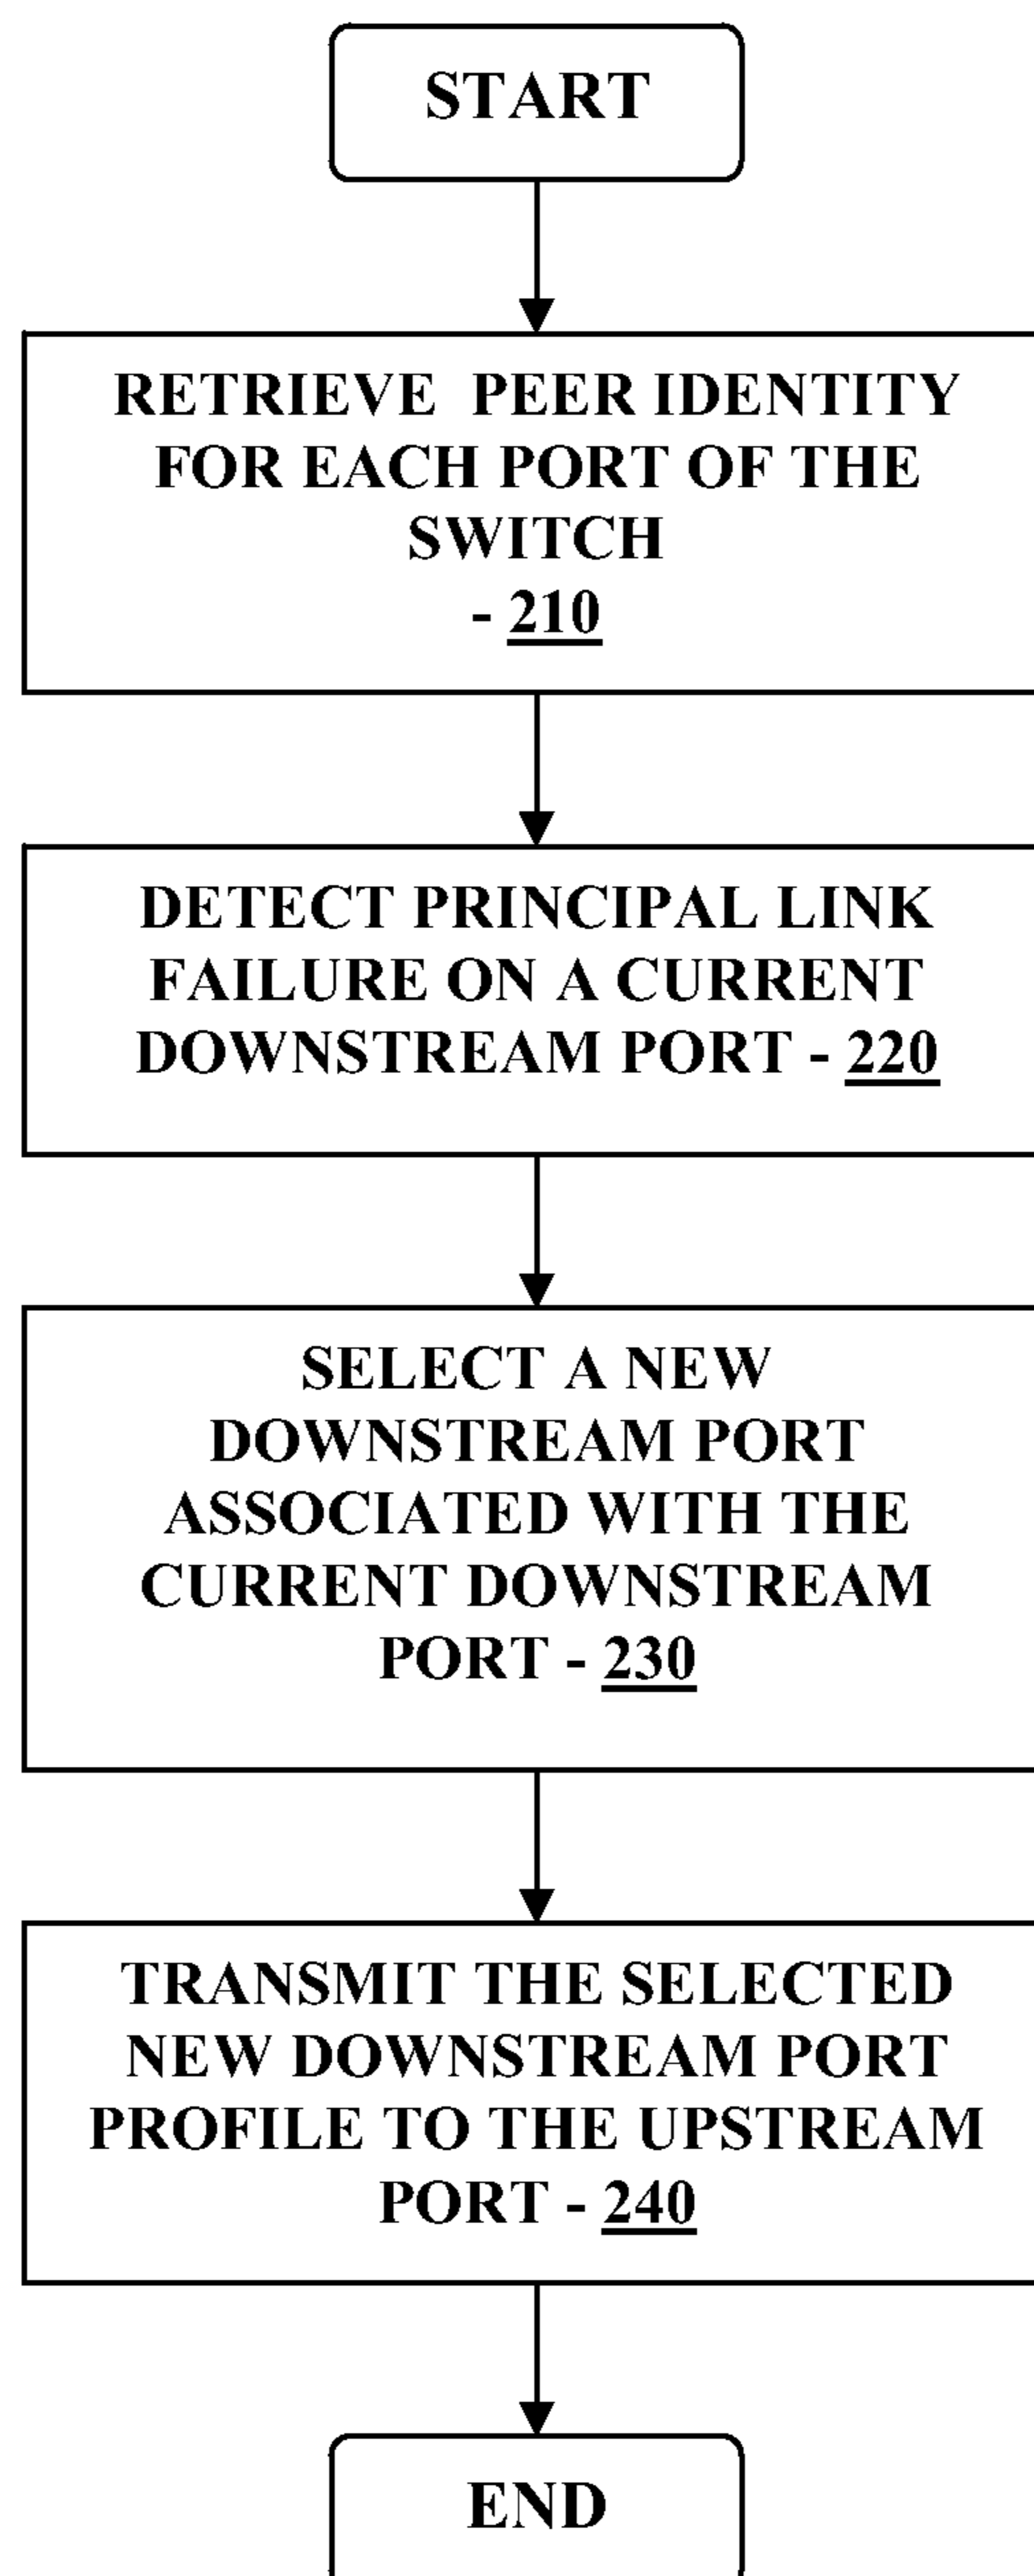 START
RETRIEVE PEER IDENTITY
FOR EACH PORT OF THE
SWITCH
- 210
DETECT PRINCIPAL LINK
FAILURE ON A CURRENT
DOWNSTREAM PORT - 220
SELECT A NEW
DOWNSTREAM PORT
ASSOCIATED WITH THE
CURRENT DOWNSTREAM
PORT - 230
TRANSMIT THE SELECTED
NEW DOWNSTREAM PORT
PROFILE TO THE UPSTREAM
PORT - 240
END